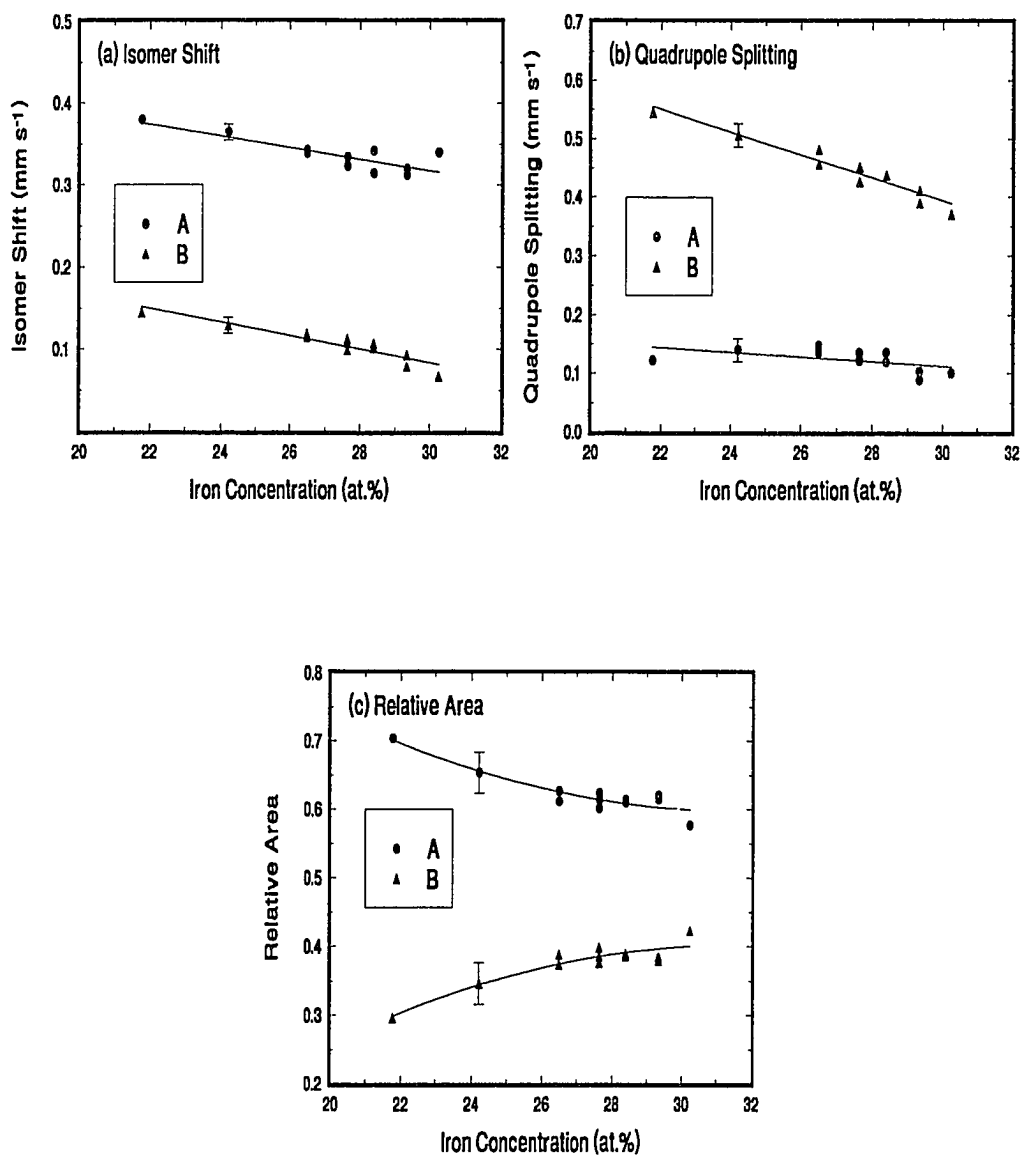 (a) Isomer Shift
Isomer Shift (mm s-1)
0.5
0.4
0.3
0.2
0.1
A
B
20 22 24 26 28 30 32
Iron Concentration (at.%)
(b) Quadrupole Splitting
Quadrupole Splitting (mm s-1)
0.7
0.6
0.5
0.4
0.3
0.2
0.1
0.0
A
B
20 22 24 26 28 30 32
Iron Concentration (at.%)
(c) Relative Area
Relative Area
0.8
0.7
0.6
0.5
0.4
0.3
0.2
A
B
20 22 24 26 28 30 32
Iron Concentration (at.%)